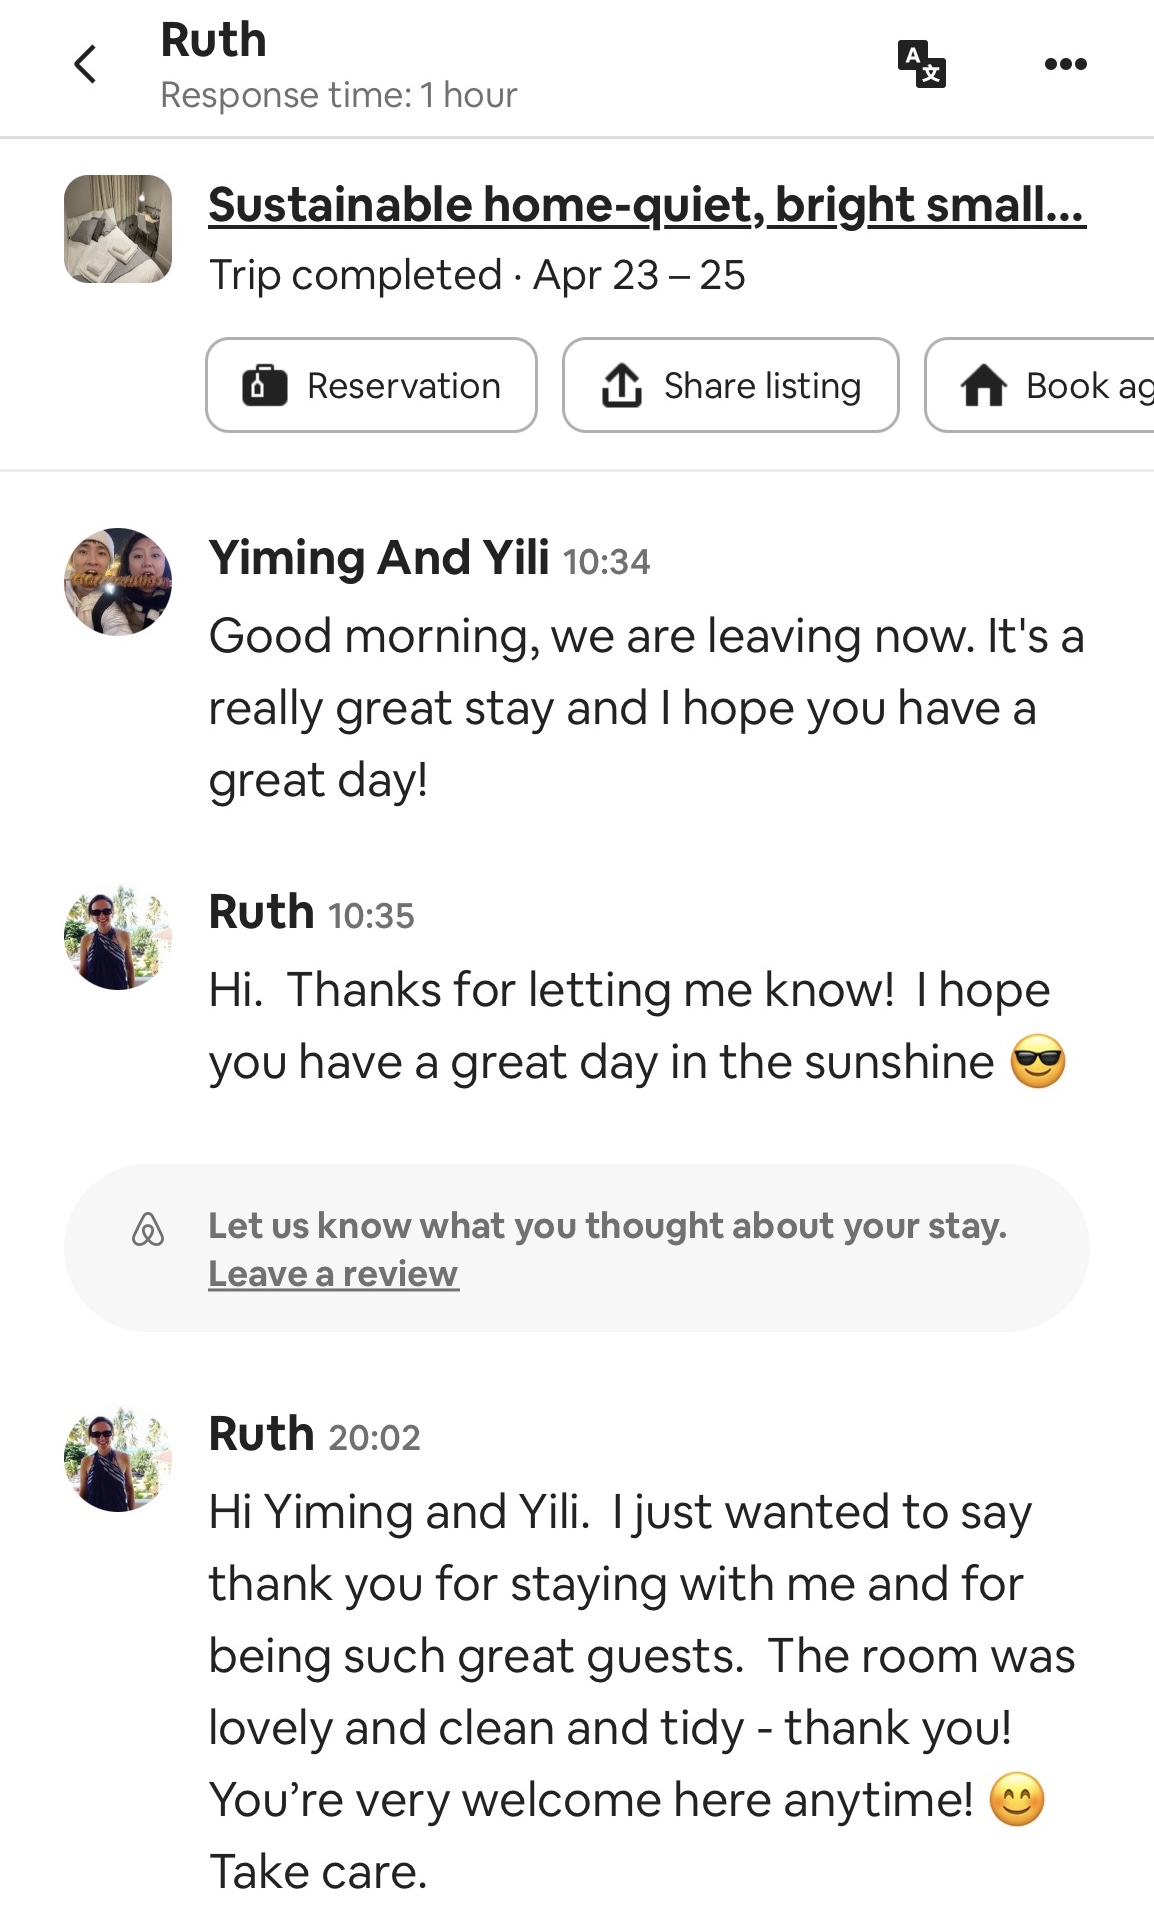 Ruth
Response time: 1 hour
A
文
Sustainable home-quiet, bright small...
Trip completed · Apr 23 – 25
Reservation
Share listing
Book ag
Yiming And Yili 10:34
Good morning, we are leaving now. It's a
really great stay and I hope you have a
great day!
Ruth 10:35
Hi.  Thanks for letting me know!  I hope
you have a great day in the sunshine 😎
Let us know what you thought about your stay.
Leave a review
Ruth 20:02
Hi Yiming and Yili.  I just wanted to say
thank you for staying with me and for
being such great guests.  The room was
lovely and clean and tidy - thank you!
You’re very welcome here anytime! 😊
Take care.